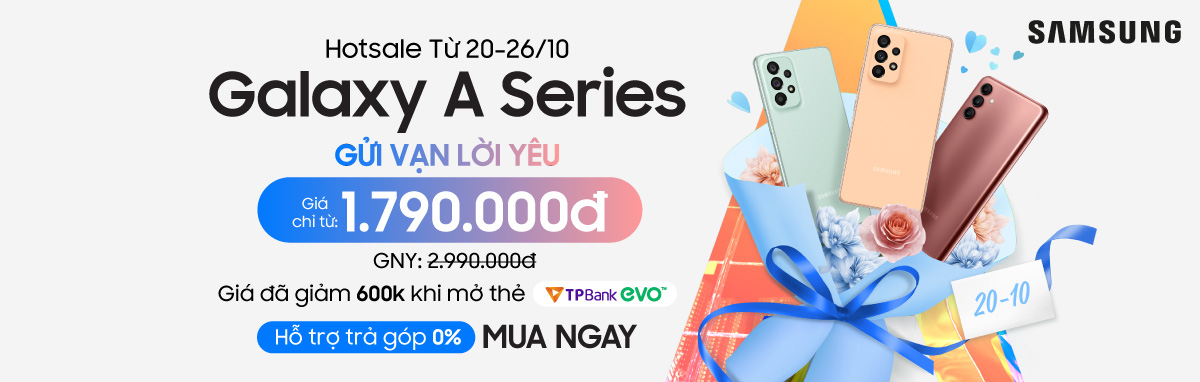 SAMSUNG
Hotsale Từ 20-26/10
Galaxy A Series
GỬI VẠN LỜI YÊU
Giá chỉ từ: 1.790.000đ
GNY: 2.990.000đ
Giá đã giảm 600k khi mở thẻ TPBank evo™
Hỗ trợ trả góp 0% MUA NGAY
SAMSUNG
20-10